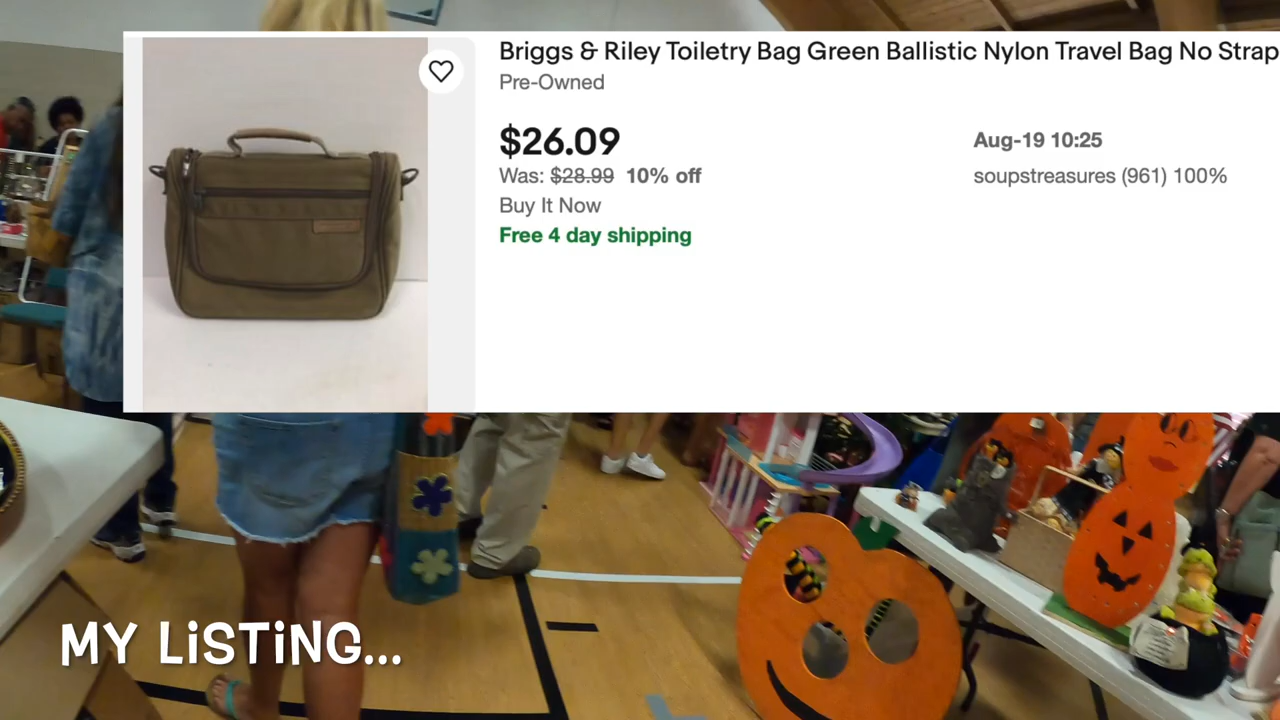 Briggs & Riley Toiletry Bag Green Ballistic Nylon Travel Bag No Strap
Pre-Owned
$26.09
Aug-19 10:25
Was: $28.99 10% off
soupstreasures (961) 100%
Buy It Now
Free 4 day shipping
MY LiSTiNG...